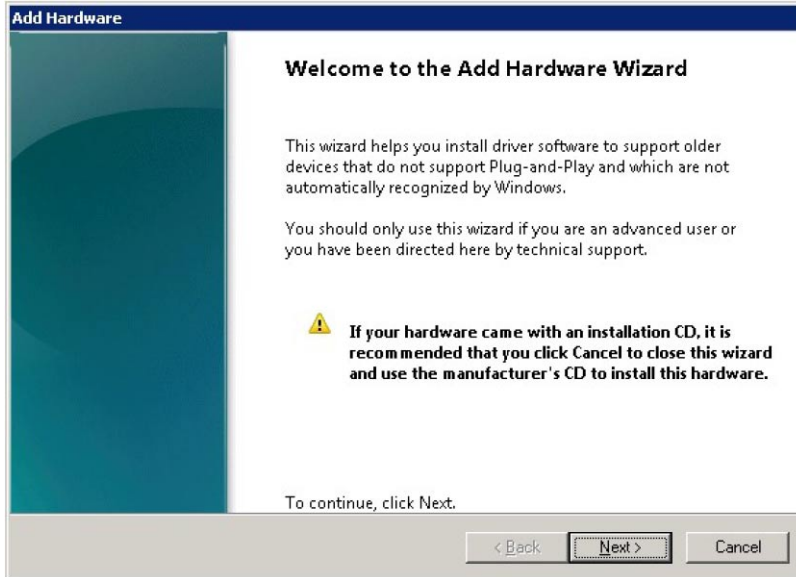 Add Hardware
Welcome to the Add Hardware Wizard
This wizard helps you install driver software to support older
devices that do not support Plug-and-Play and which are not
automatically recognized by Windows.
You should only use this wizard if you are an advanced user or
you have been directed here by technical support.
If your hardware came with an installation CD, it is
recommended that you click Cancel to close this wizard
and use the manufacturer's CD to install this hardware.
To continue, click Next.
< Back Next > Cancel